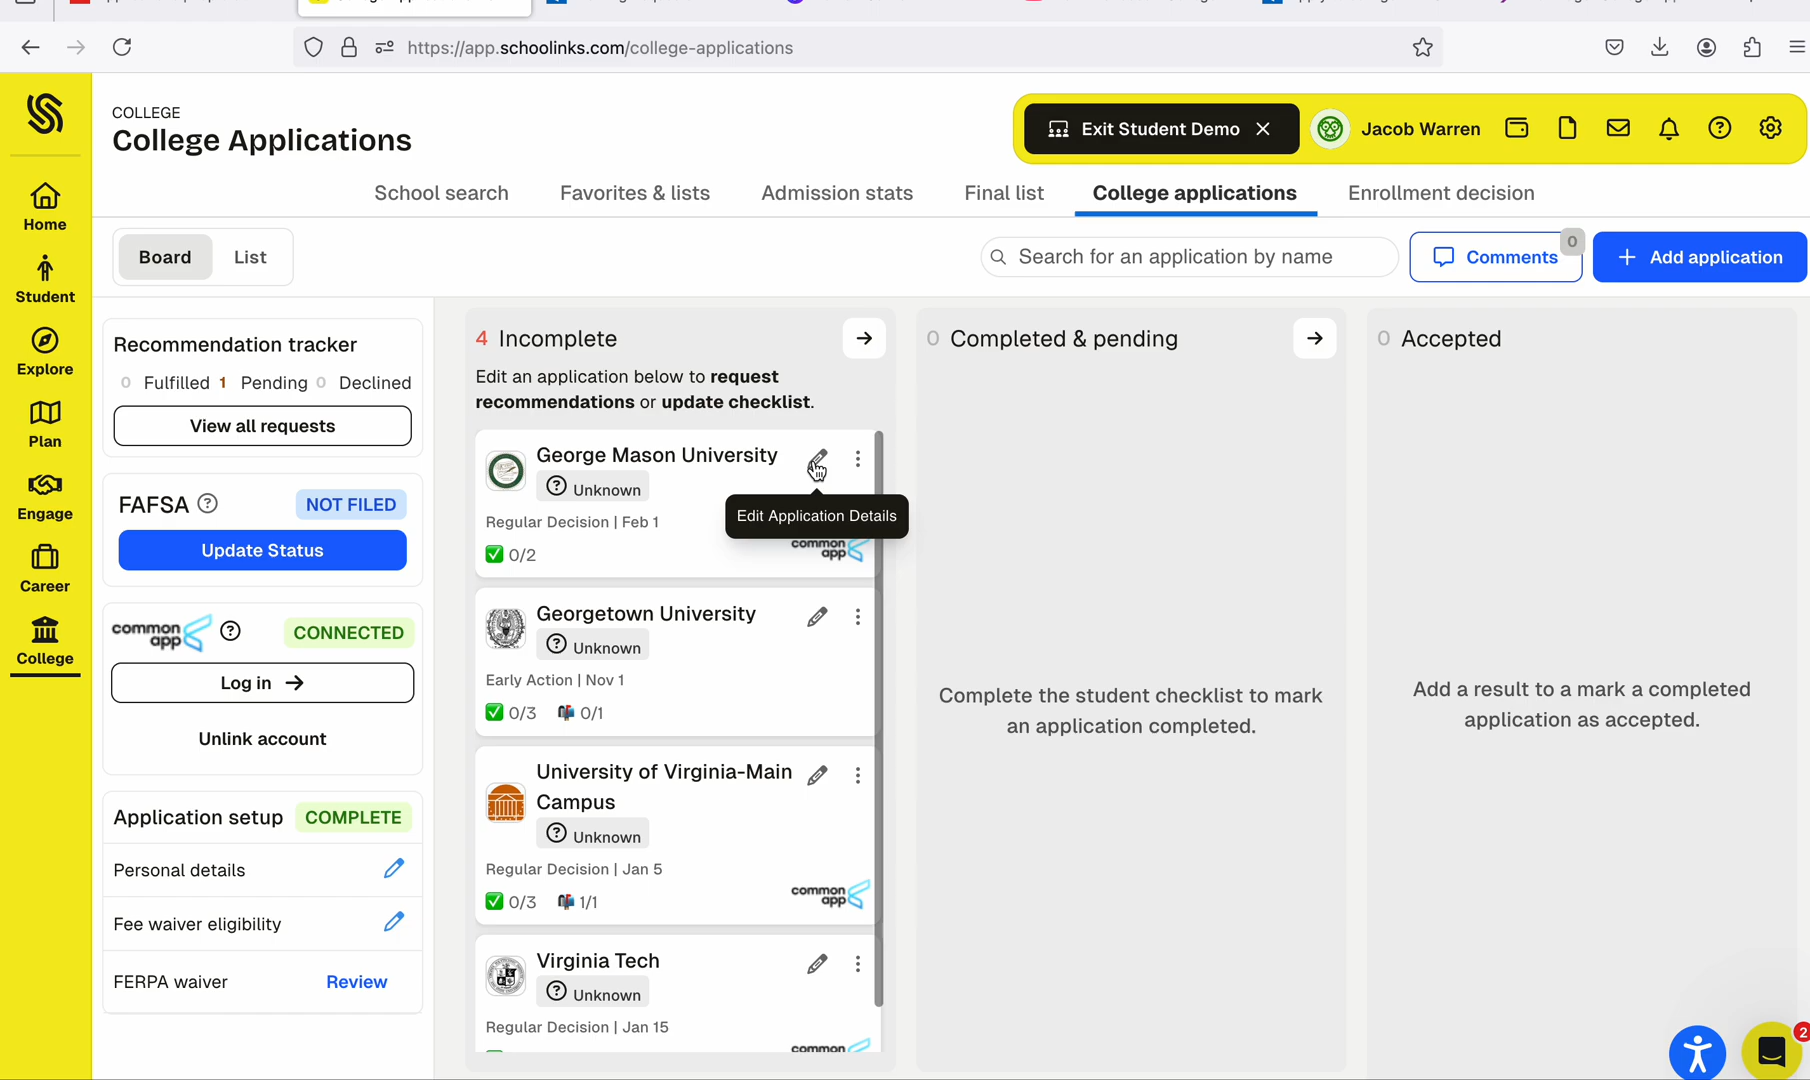 https://app.schoolinks.com/college-applications
COLLEGE
College Applications
Exit Student Demo
Jacob Warren
School search
Favorites & lists
Admission stats
Final list
College applications
Enrollment decision
Home
Student
Explore
Plan
Engage
Career
College
Board
List
Search for an application by name
Comments
0
+ Add application
Recommendation tracker
0 Fulfilled 1 Pending 0 Declined
View all requests
FAFSA
NOT FILED
Update Status
common app
CONNECTED
Log in →
Unlink account
Application setup
COMPLETE
Personal details
Fee waiver eligibility
FERPA waiver
Review
4 Incomplete
Edit an application below to request
recommendations or update checklist.
George Mason University
Unknown
Edit Application Details
Regular Decision | Feb 1
0/2
common app
Georgetown University
Unknown
Early Action | Nov 1
0/3
0/1
University of Virginia-Main
Campus
Unknown
Regular Decision | Jan 5
0/3
1/1
common app
Virginia Tech
Unknown
Regular Decision | Jan 15
common
0 Completed & pending
Complete the student checklist to mark
an application completed.
0 Accepted
Add a result to a mark a completed
application as accepted.
2